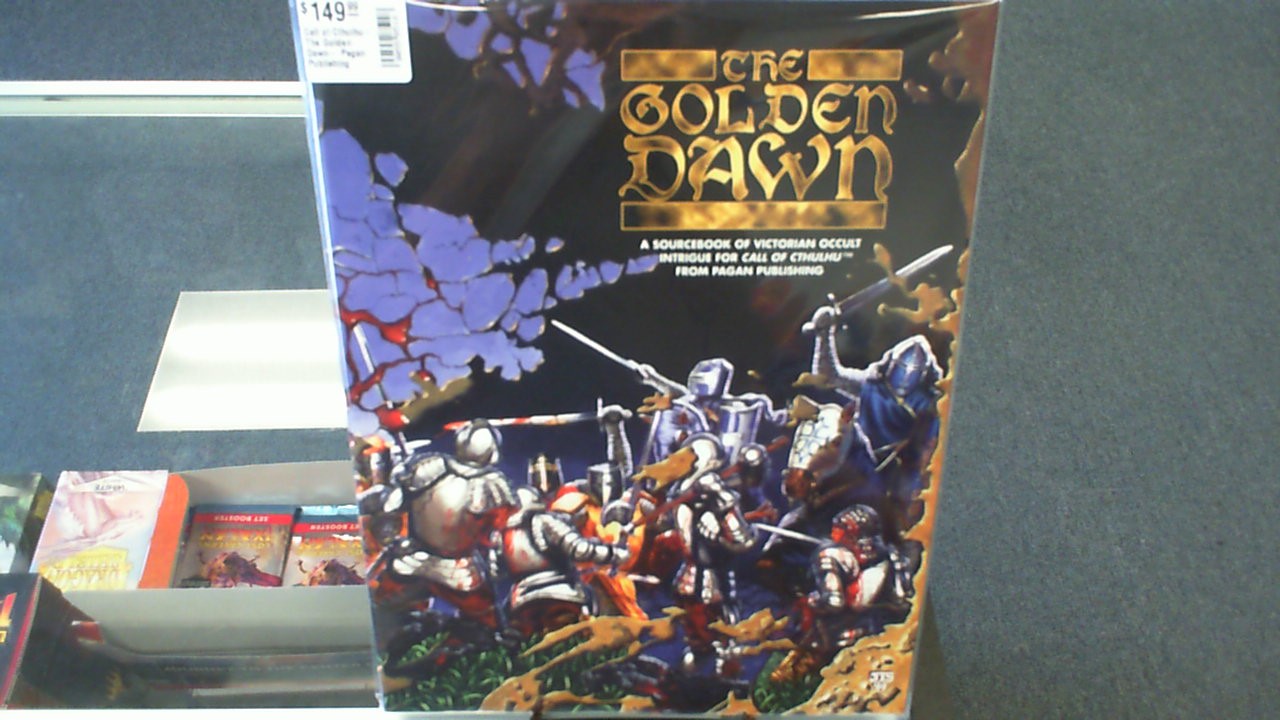 $149.99
Call of Cthulhu
The Golden
Dawn - Pagan
Publishing
THE
GOLDEN
DAWN
A SOURCEBOOK OF VICTORIAN OCCULT
INTRIGUE FOR CALL OF CTHULHU™
FROM PAGAN PUBLISHING
SET BOOSTER
SET BOOSTER
JTS